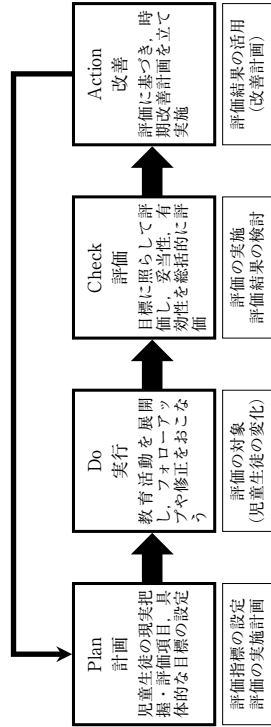 Plan
計画
児童生徒の現実把
握・評価項目，具
体的な目標の設定
評価指標の設定
評価の実施計画
Do
実行
教育活動を展開
し，フォローアッ
プや修正をおこな
う
評価の対象
（児童生徒の変化）
Check
評価
目標に照らして評
価し，妥当性，有
効性を総括的に評
価
評価の実施
評価結果の検討
Action
改善
評価に基づき，時
期改善計画を立て
実施
評価結果の活用
（改善計画）